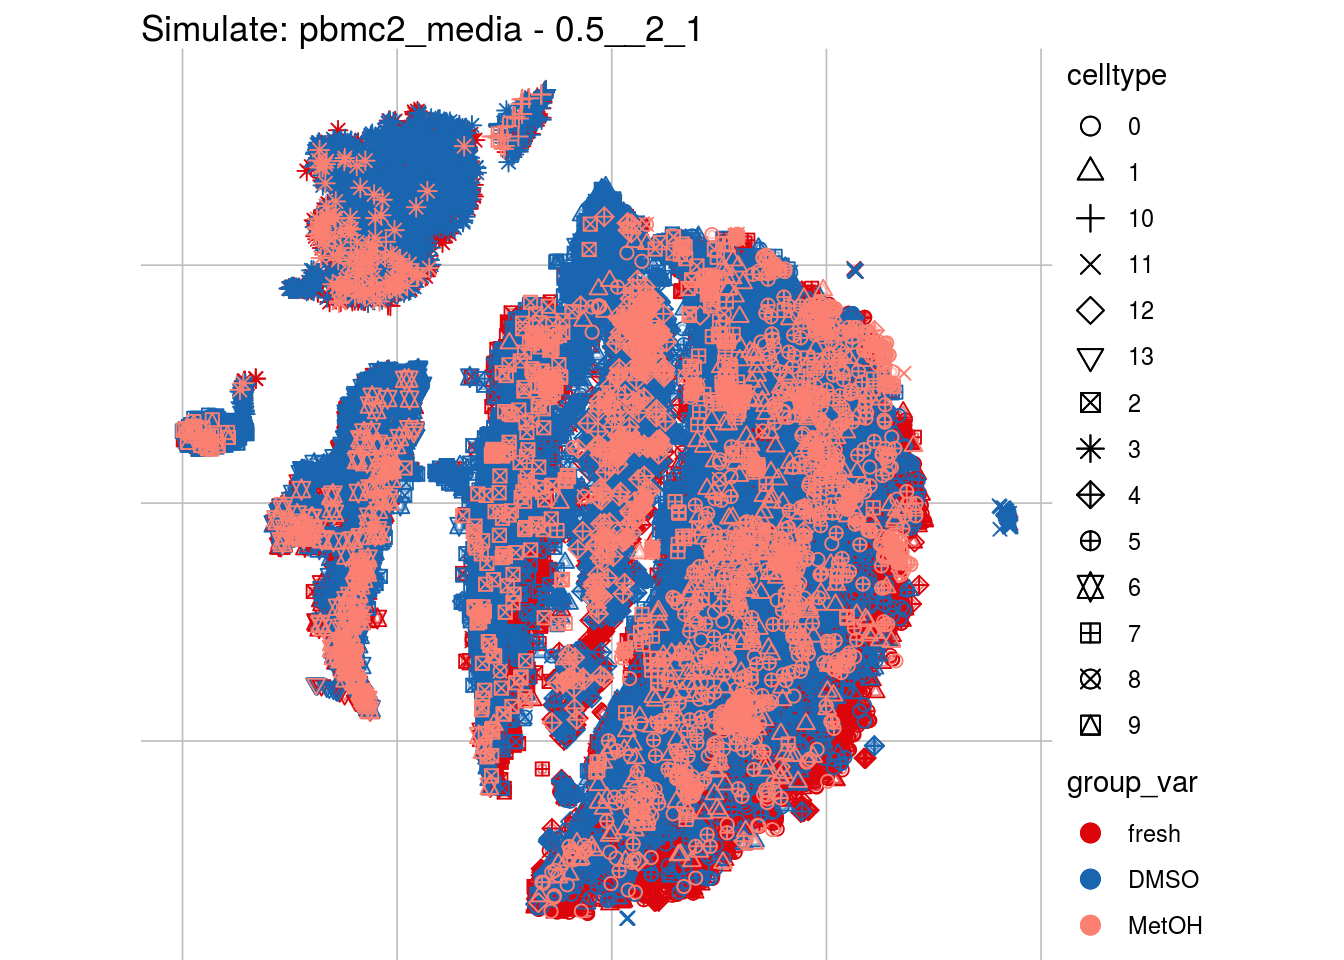 Simulate: pbmc2_media - 0.5__2_1
celltype
0
1
10
11
12
13
2
3
4
5
6
7
8
9
group_var
fresh
DMSO
MetOH